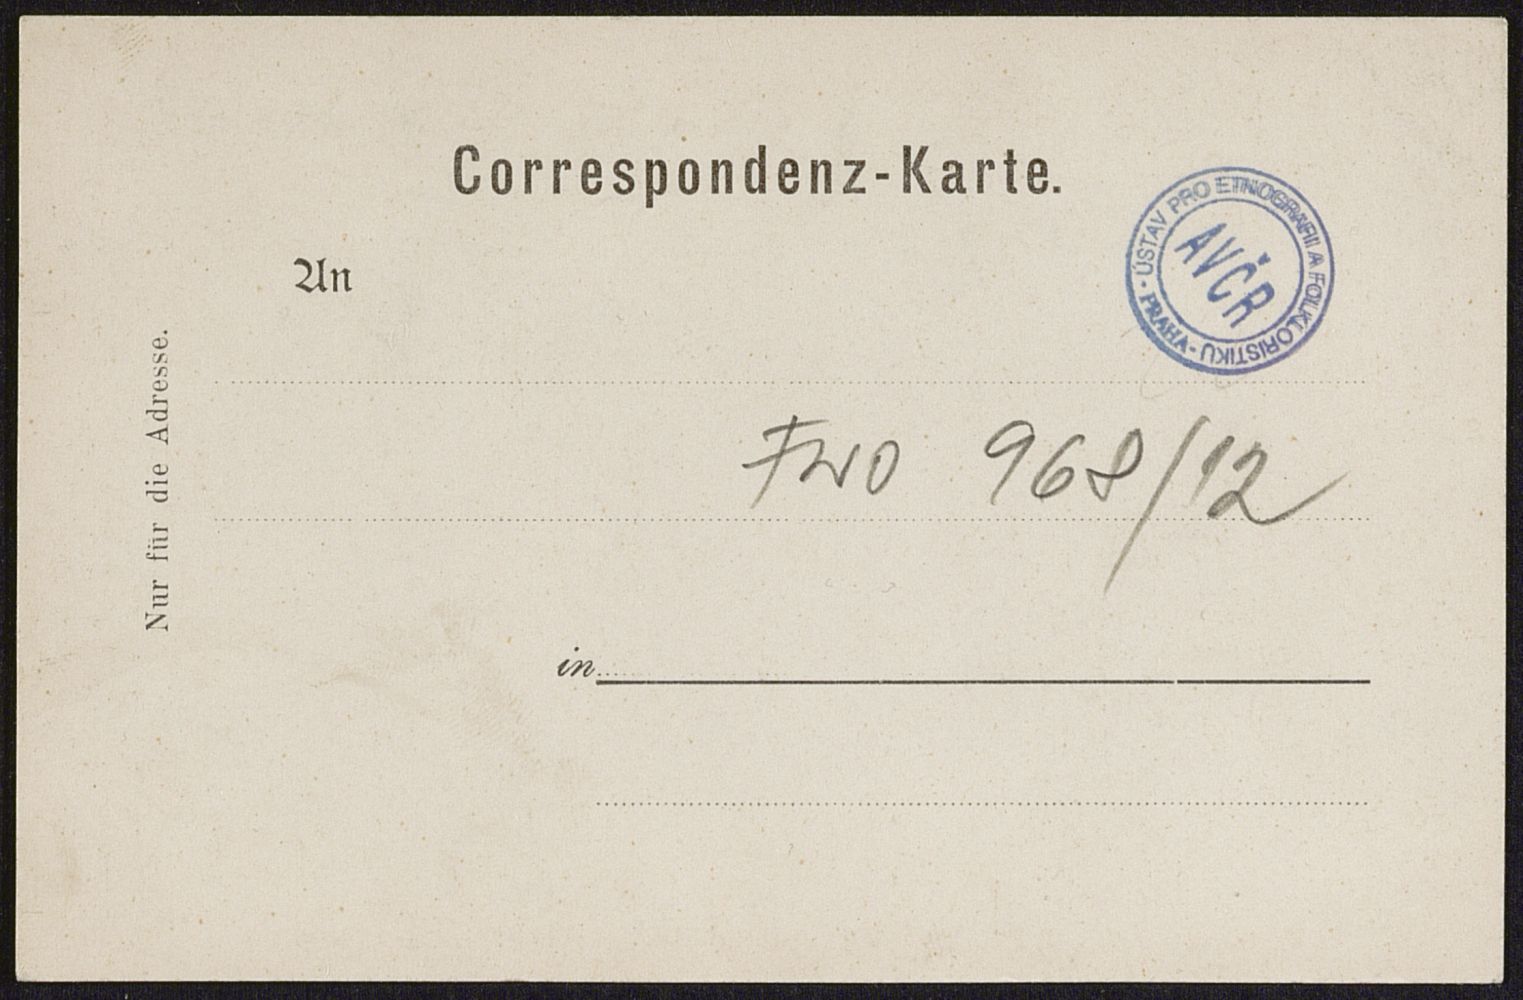 Correspondenz-Karte.
ÚSTAV PRO ETNOGRAFII A FOLKLORISTIKU - PRAHA -
AVČR
An
Nur für die Adresse.
FWO 968/12
in